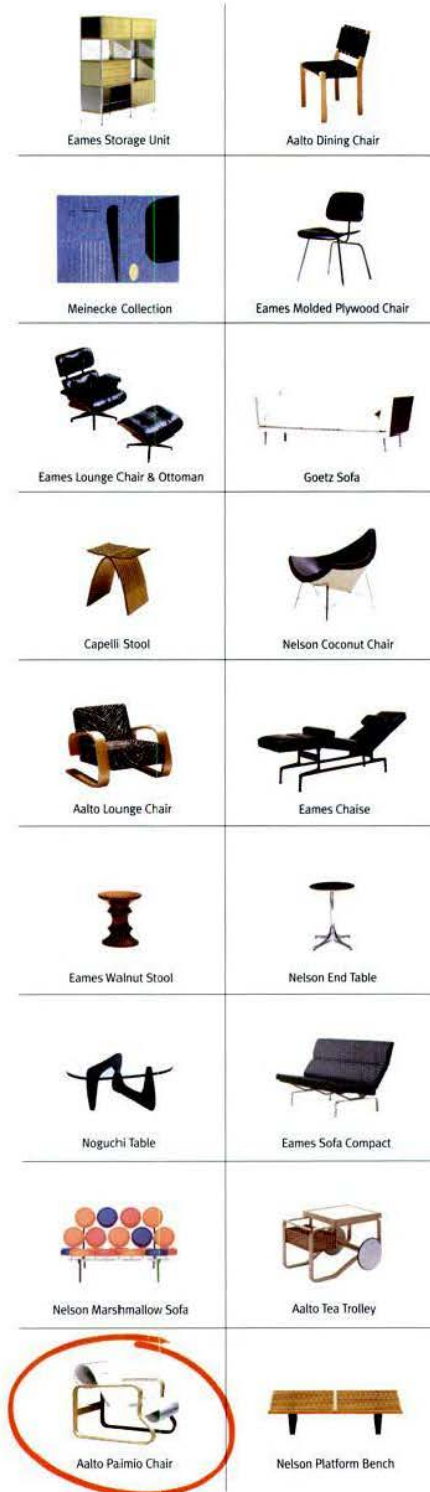 Eames Storage Unit
Aalto Dining Chair
Meinecke Collection
Eames Molded Plywood Chair
Eames Lounge Chair & Ottoman
Goetz Sofa
Capelli Stool
Nelson Coconut Chair
Aalto Lounge Chair
Eames Chaise
Eames Walnut Stool
Nelson End Table
Noguchi Table
Eames Sofa Compact
Nelson Marshmallow Sofa
Aalto Tea Trolley
Aalto Paimio Chair
Nelson Platform Bench